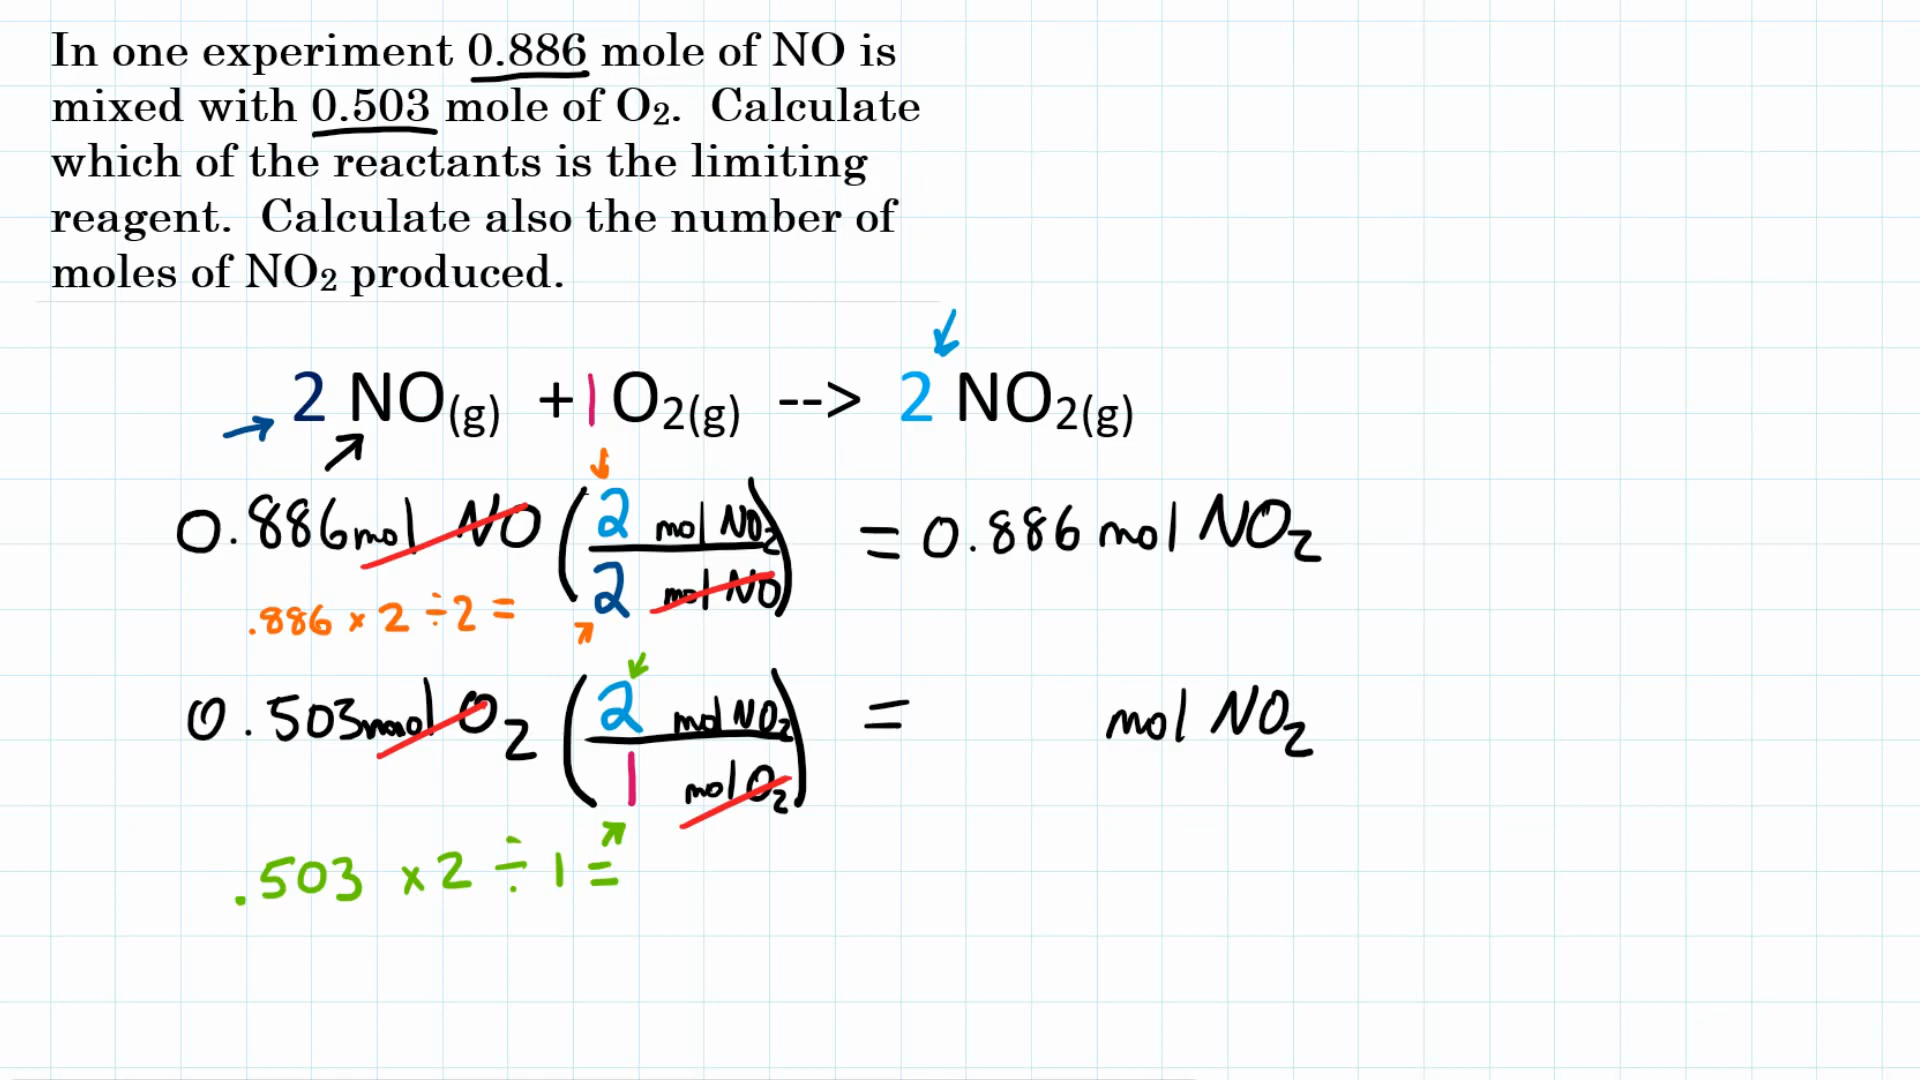 In one experiment 0.886 mole of NO is
mixed with 0.503 mole of O₂. Calculate
which of the reactants is the limiting
reagent. Calculate also the number of
moles of NO₂ produced.
2 NO(g) + 1 O₂(g) --> 2 NO₂(g)
0.886 mol NO ( 2 mol NO₂ / 2 mol NO ) = 0.886 mol NO₂
.886 × 2 ÷ 2 =
0.503 mol O₂ ( 2 mol NO₂ / 1 mol O₂ ) = mol NO₂
.503 × 2 ÷ 1 =